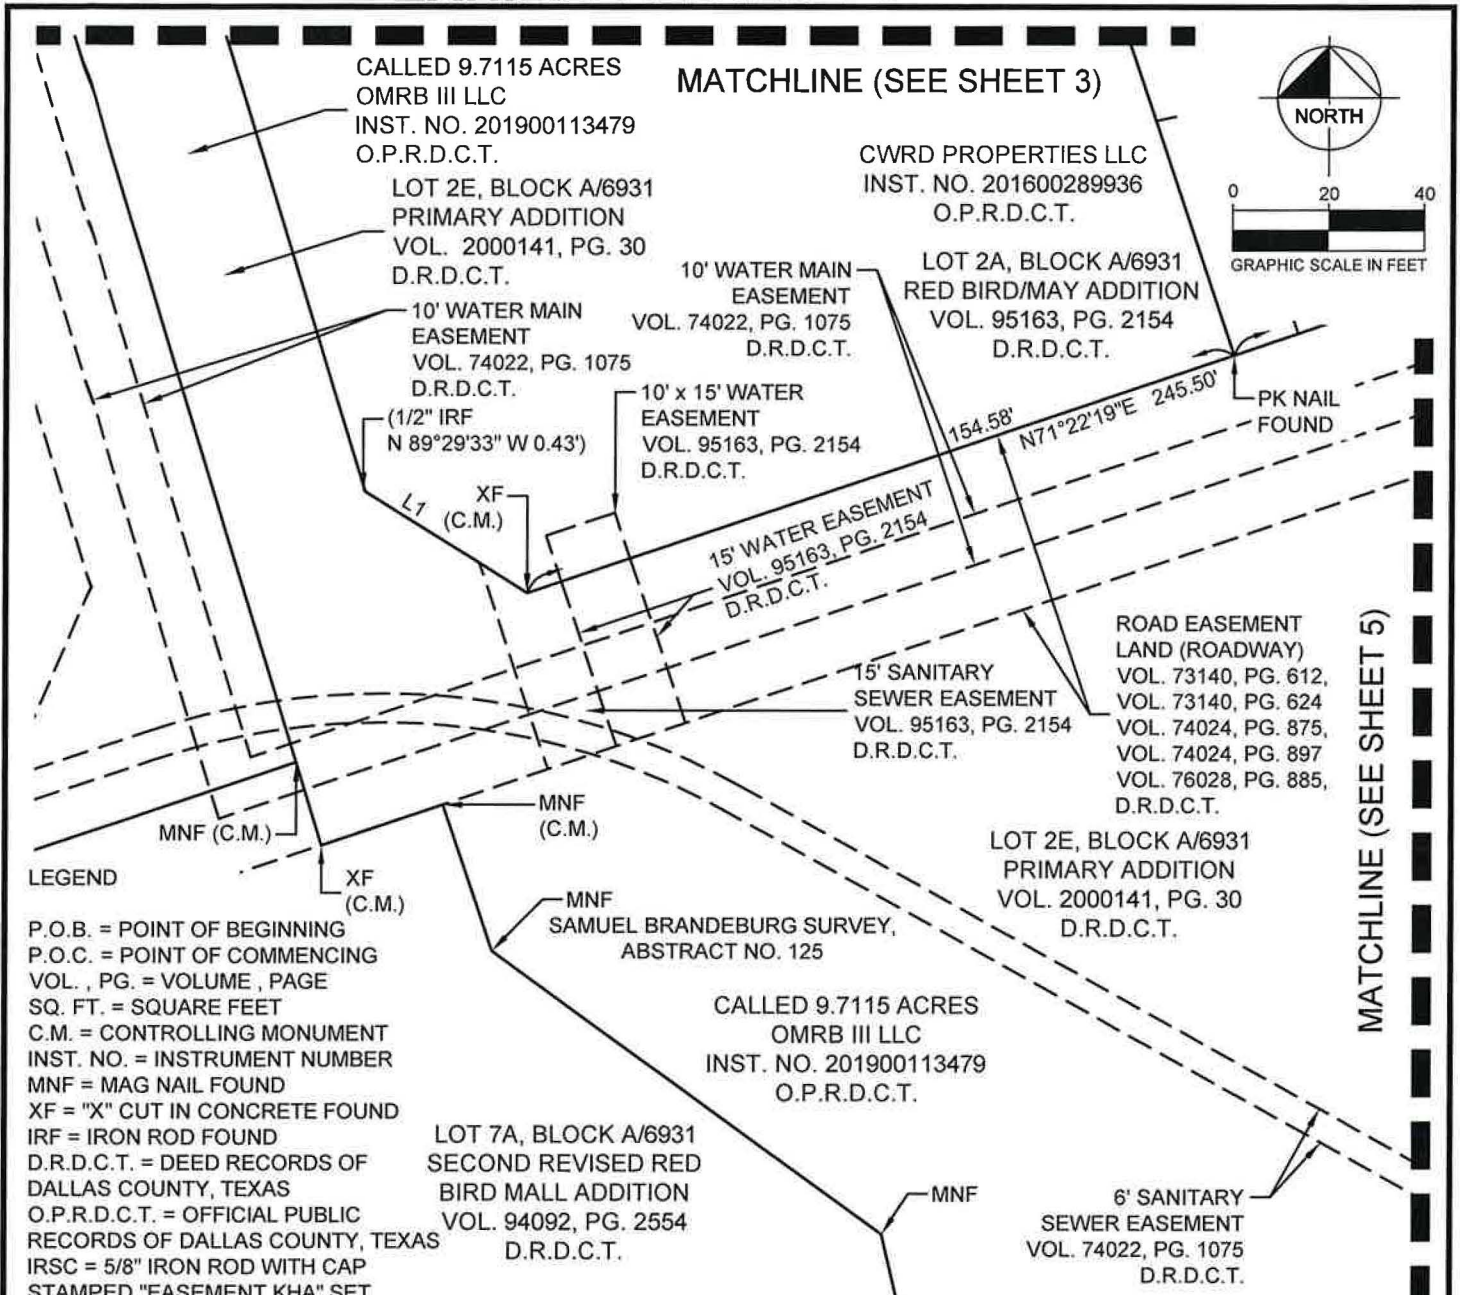 MATCHLINE (SEE SHEET 3)
NORTH
0 20 40
GRAPHIC SCALE IN FEET
CALLED 9.7115 ACRES
OMRB III LLC
INST. NO. 201900113479
O.P.R.D.C.T.
LOT 2E, BLOCK A/6931
PRIMARY ADDITION
VOL. 2000141, PG. 30
D.R.D.C.T.
10' WATER MAIN
EASEMENT
VOL. 74022, PG. 1075
D.R.D.C.T.
(1/2" IRF
N 89°29'33" W 0.43')
CWRD PROPERTIES LLC
INST. NO. 201600289936
O.P.R.D.C.T.
LOT 2A, BLOCK A/6931
RED BIRD/MAY ADDITION
VOL. 95163, PG. 2154
D.R.D.C.T.
10' WATER MAIN
EASEMENT
VOL. 74022, PG. 1075
D.R.D.C.T.
10' x 15' WATER
EASEMENT
VOL. 95163, PG. 2154
D.R.D.C.T.
PK NAIL
FOUND
154.58'
N71°22'19"E 245.50'
L1
XF
(C.M.)
15' WATER EASEMENT
VOL. 95163, PG. 2154
D.R.D.C.T.
ROAD EASEMENT
LAND (ROADWAY)
VOL. 73140, PG. 612,
VOL. 73140, PG. 624
VOL. 74024, PG. 875,
VOL. 74024, PG. 897
VOL. 76028, PG. 885,
D.R.D.C.T.
MATCHLINE (SEE SHEET 5)
15' SANITARY
SEWER EASEMENT
VOL. 95163, PG. 2154
D.R.D.C.T.
MNF (C.M.)
MNF
(C.M.)
XF
(C.M.)
LOT 2E, BLOCK A/6931
PRIMARY ADDITION
VOL. 2000141, PG. 30
D.R.D.C.T.
MNF
SAMUEL BRANDEBURG SURVEY,
ABSTRACT NO. 125
CALLED 9.7115 ACRES
OMRB III LLC
INST. NO. 201900113479
O.P.R.D.C.T.
LOT 7A, BLOCK A/6931
SECOND REVISED RED
BIRD MALL ADDITION
VOL. 94092, PG. 2554
D.R.D.C.T.
MNF
6' SANITARY
SEWER EASEMENT
VOL. 74022, PG. 1075
D.R.D.C.T.
LEGEND
P.O.B. = POINT OF BEGINNING
P.O.C. = POINT OF COMMENCING
VOL. , PG. = VOLUME , PAGE
SQ. FT. = SQUARE FEET
C.M. = CONTROLLING MONUMENT
INST. NO. = INSTRUMENT NUMBER
MNF = MAG NAIL FOUND
XF = "X" CUT IN CONCRETE FOUND
IRF = IRON ROD FOUND
D.R.D.C.T. = DEED RECORDS OF
DALLAS COUNTY, TEXAS
O.P.R.D.C.T. = OFFICIAL PUBLIC
RECORDS OF DALLAS COUNTY, TEXAS
IRSC = 5/8" IRON ROD WITH CAP
STAMPED "EASEMENT KHA" SET